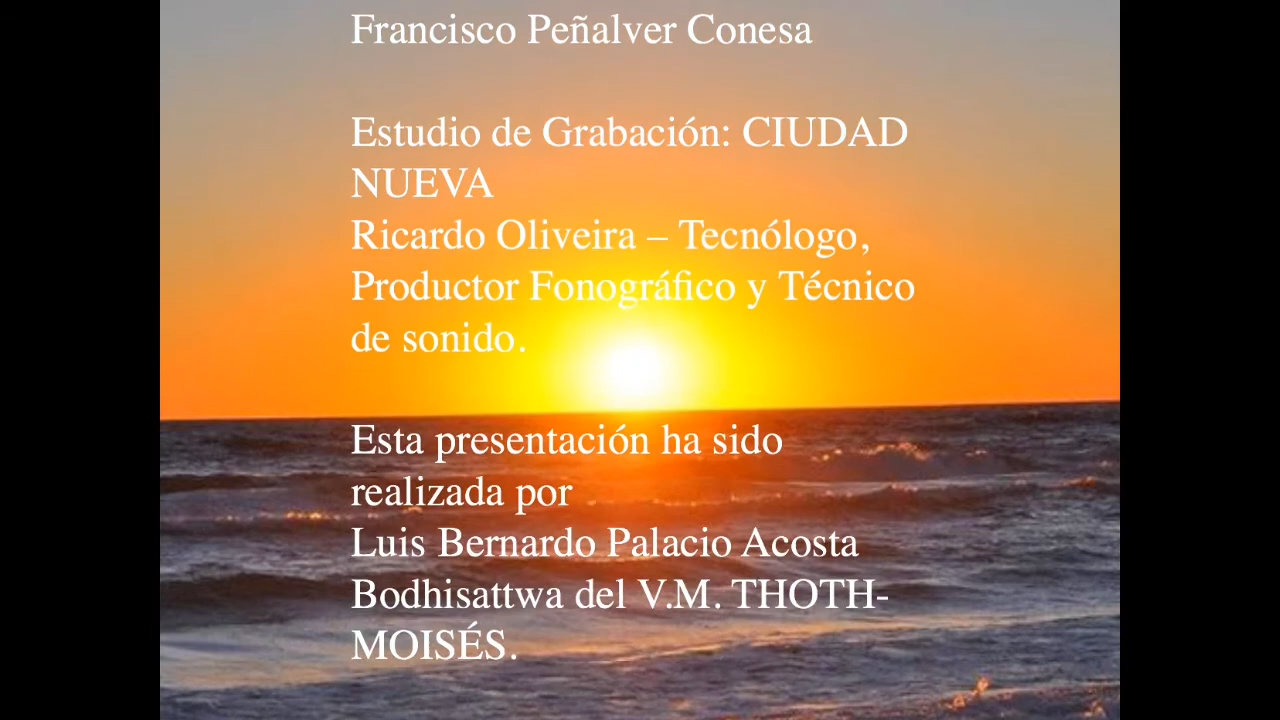 Francisco Peñalver Conesa
Estudio de Grabación: CIUDAD
NUEVA
Ricardo Oliveira – Tecnólogo,
Productor Fonográfico y Técnico
de sonido.
Esta presentación ha sido
realizada por
Luis Bernardo Palacio Acosta
Bodhisattwa del V.M. THOTH-
MOISÉS.